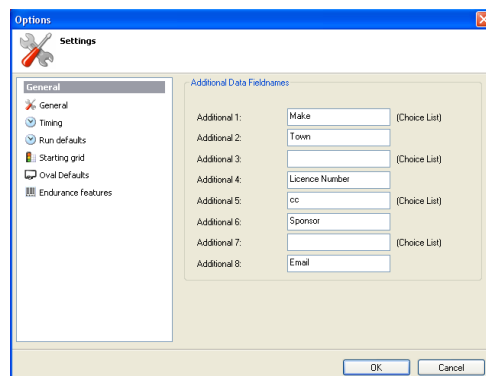 Options
Settings
General
General
Timing
Run defaults
Starting grid
Oval Defaults
Endurance features
Additional Data Fieldnames
Additional 1: Make (Choice List)
Additional 2: Town
Additional 3: (Choice List)
Additional 4: Licence Number
Additional 5: cc (Choice List)
Additional 6: Sponsor
Additional 7: (Choice List)
Additional 8: Email
OK Cancel